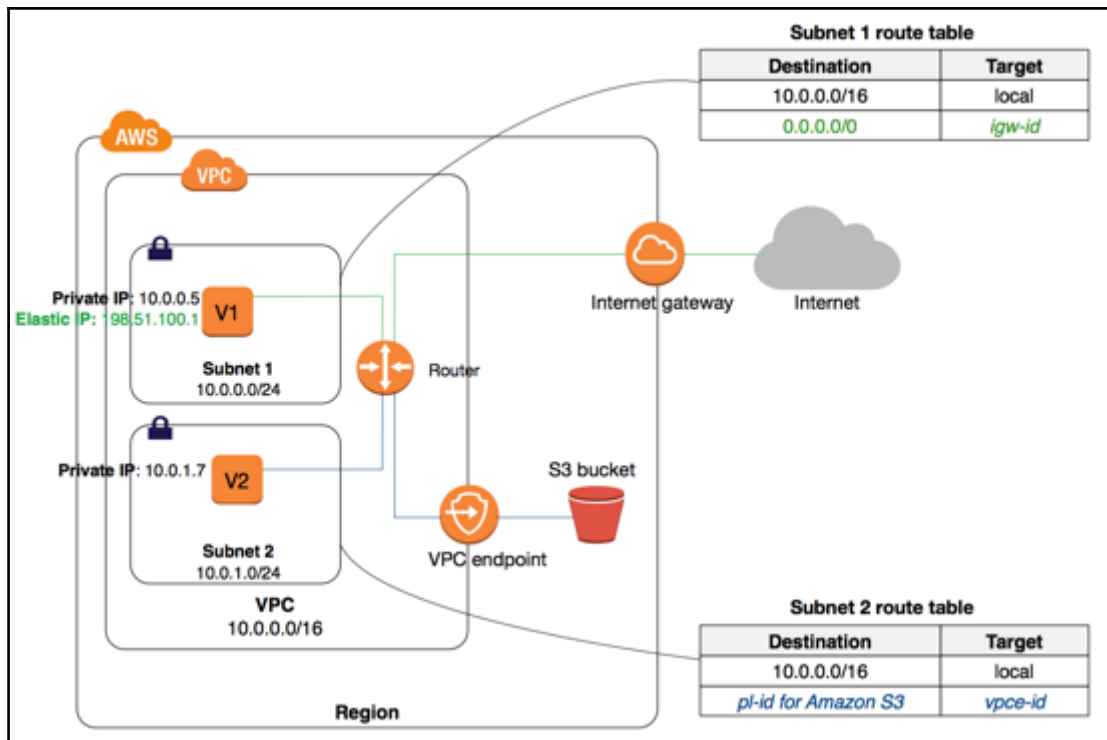 Subnet 1 route table
Destination Target
10.0.0.0/16 local
0.0.0.0/0 igw-id
AWS
VPC
Private IP: 10.0.0.5
Elastic IP: 198.51.100.1
V1
Subnet 1
10.0.0.0/24
Router
Internet gateway
Internet
Private IP: 10.0.1.7
V2
Subnet 2
10.0.1.0/24
VPC endpoint
S3 bucket
VPC
10.0.0.0/16
Region
Subnet 2 route table
Destination Target
10.0.0.0/16 local
pl-id for Amazon S3 vpce-id